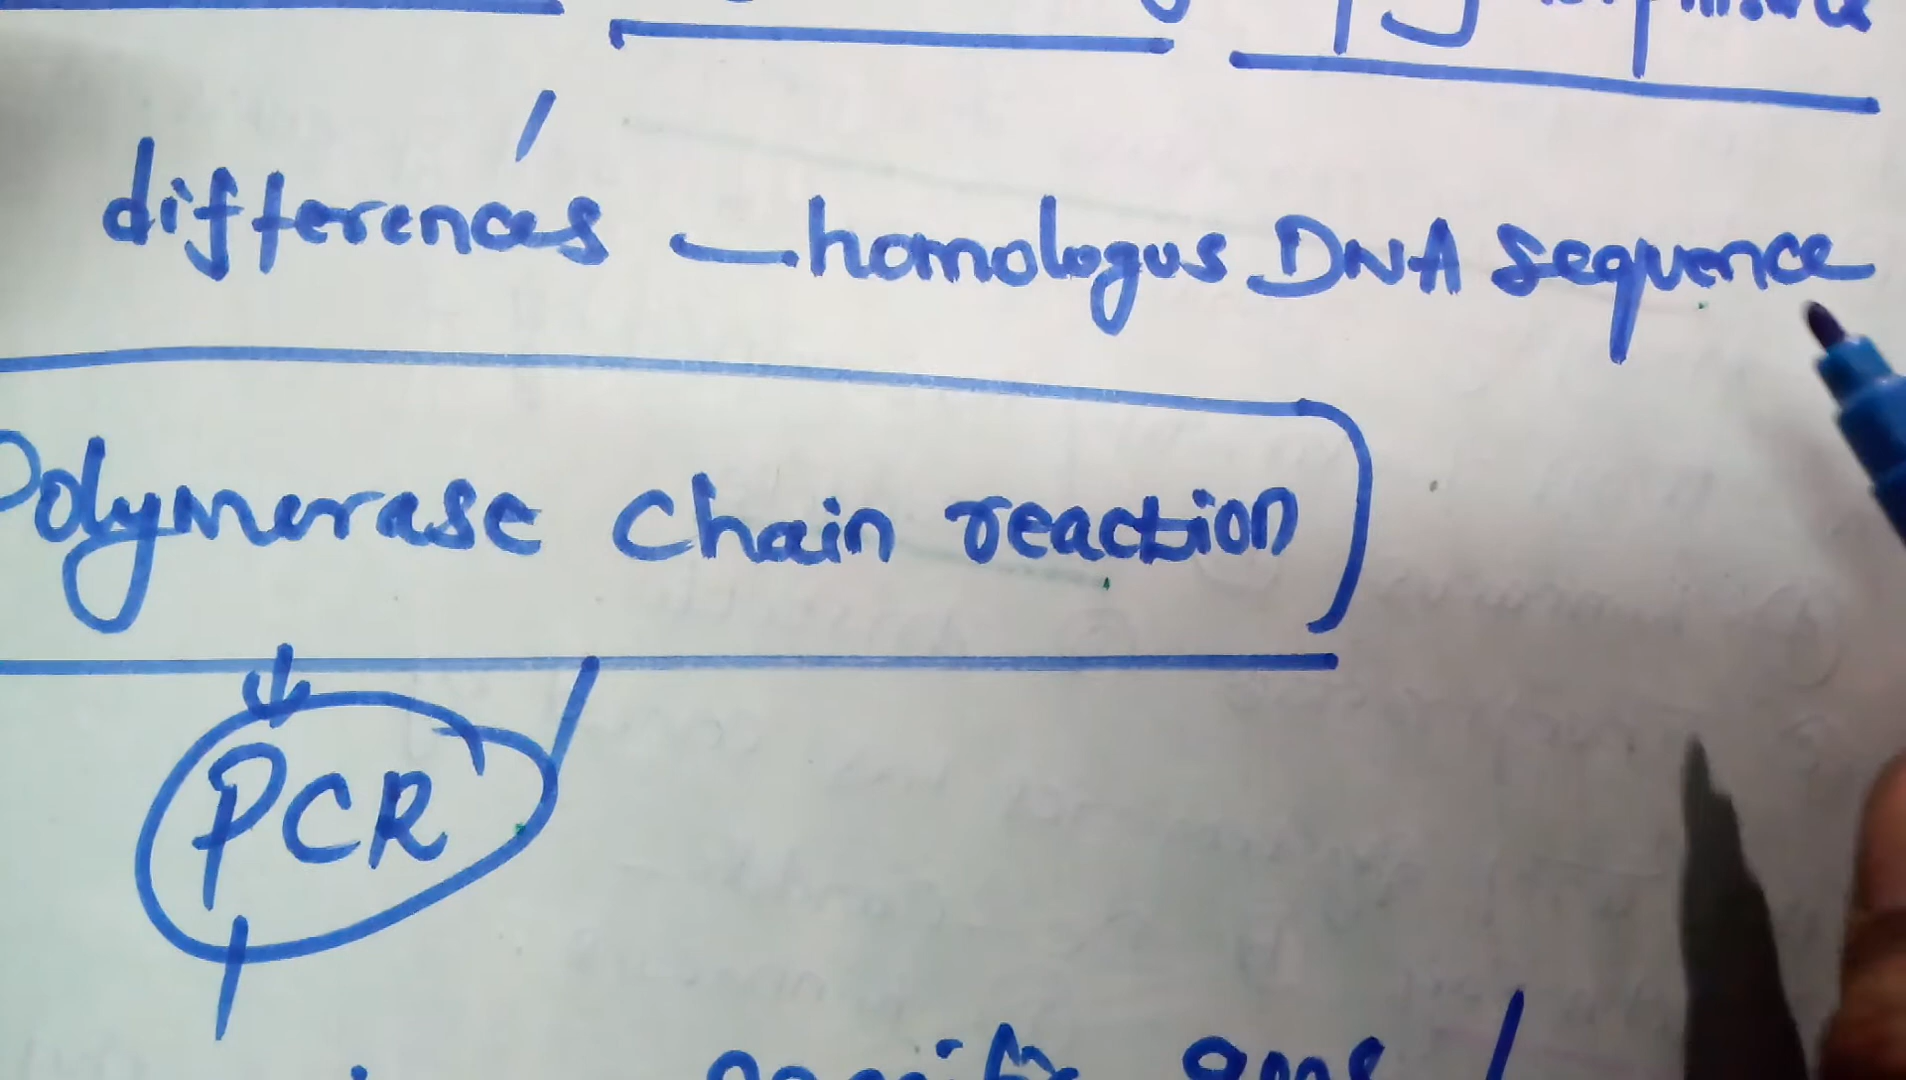 differences – homologus DNA Sequence
Polymerase Chain reaction
PCR